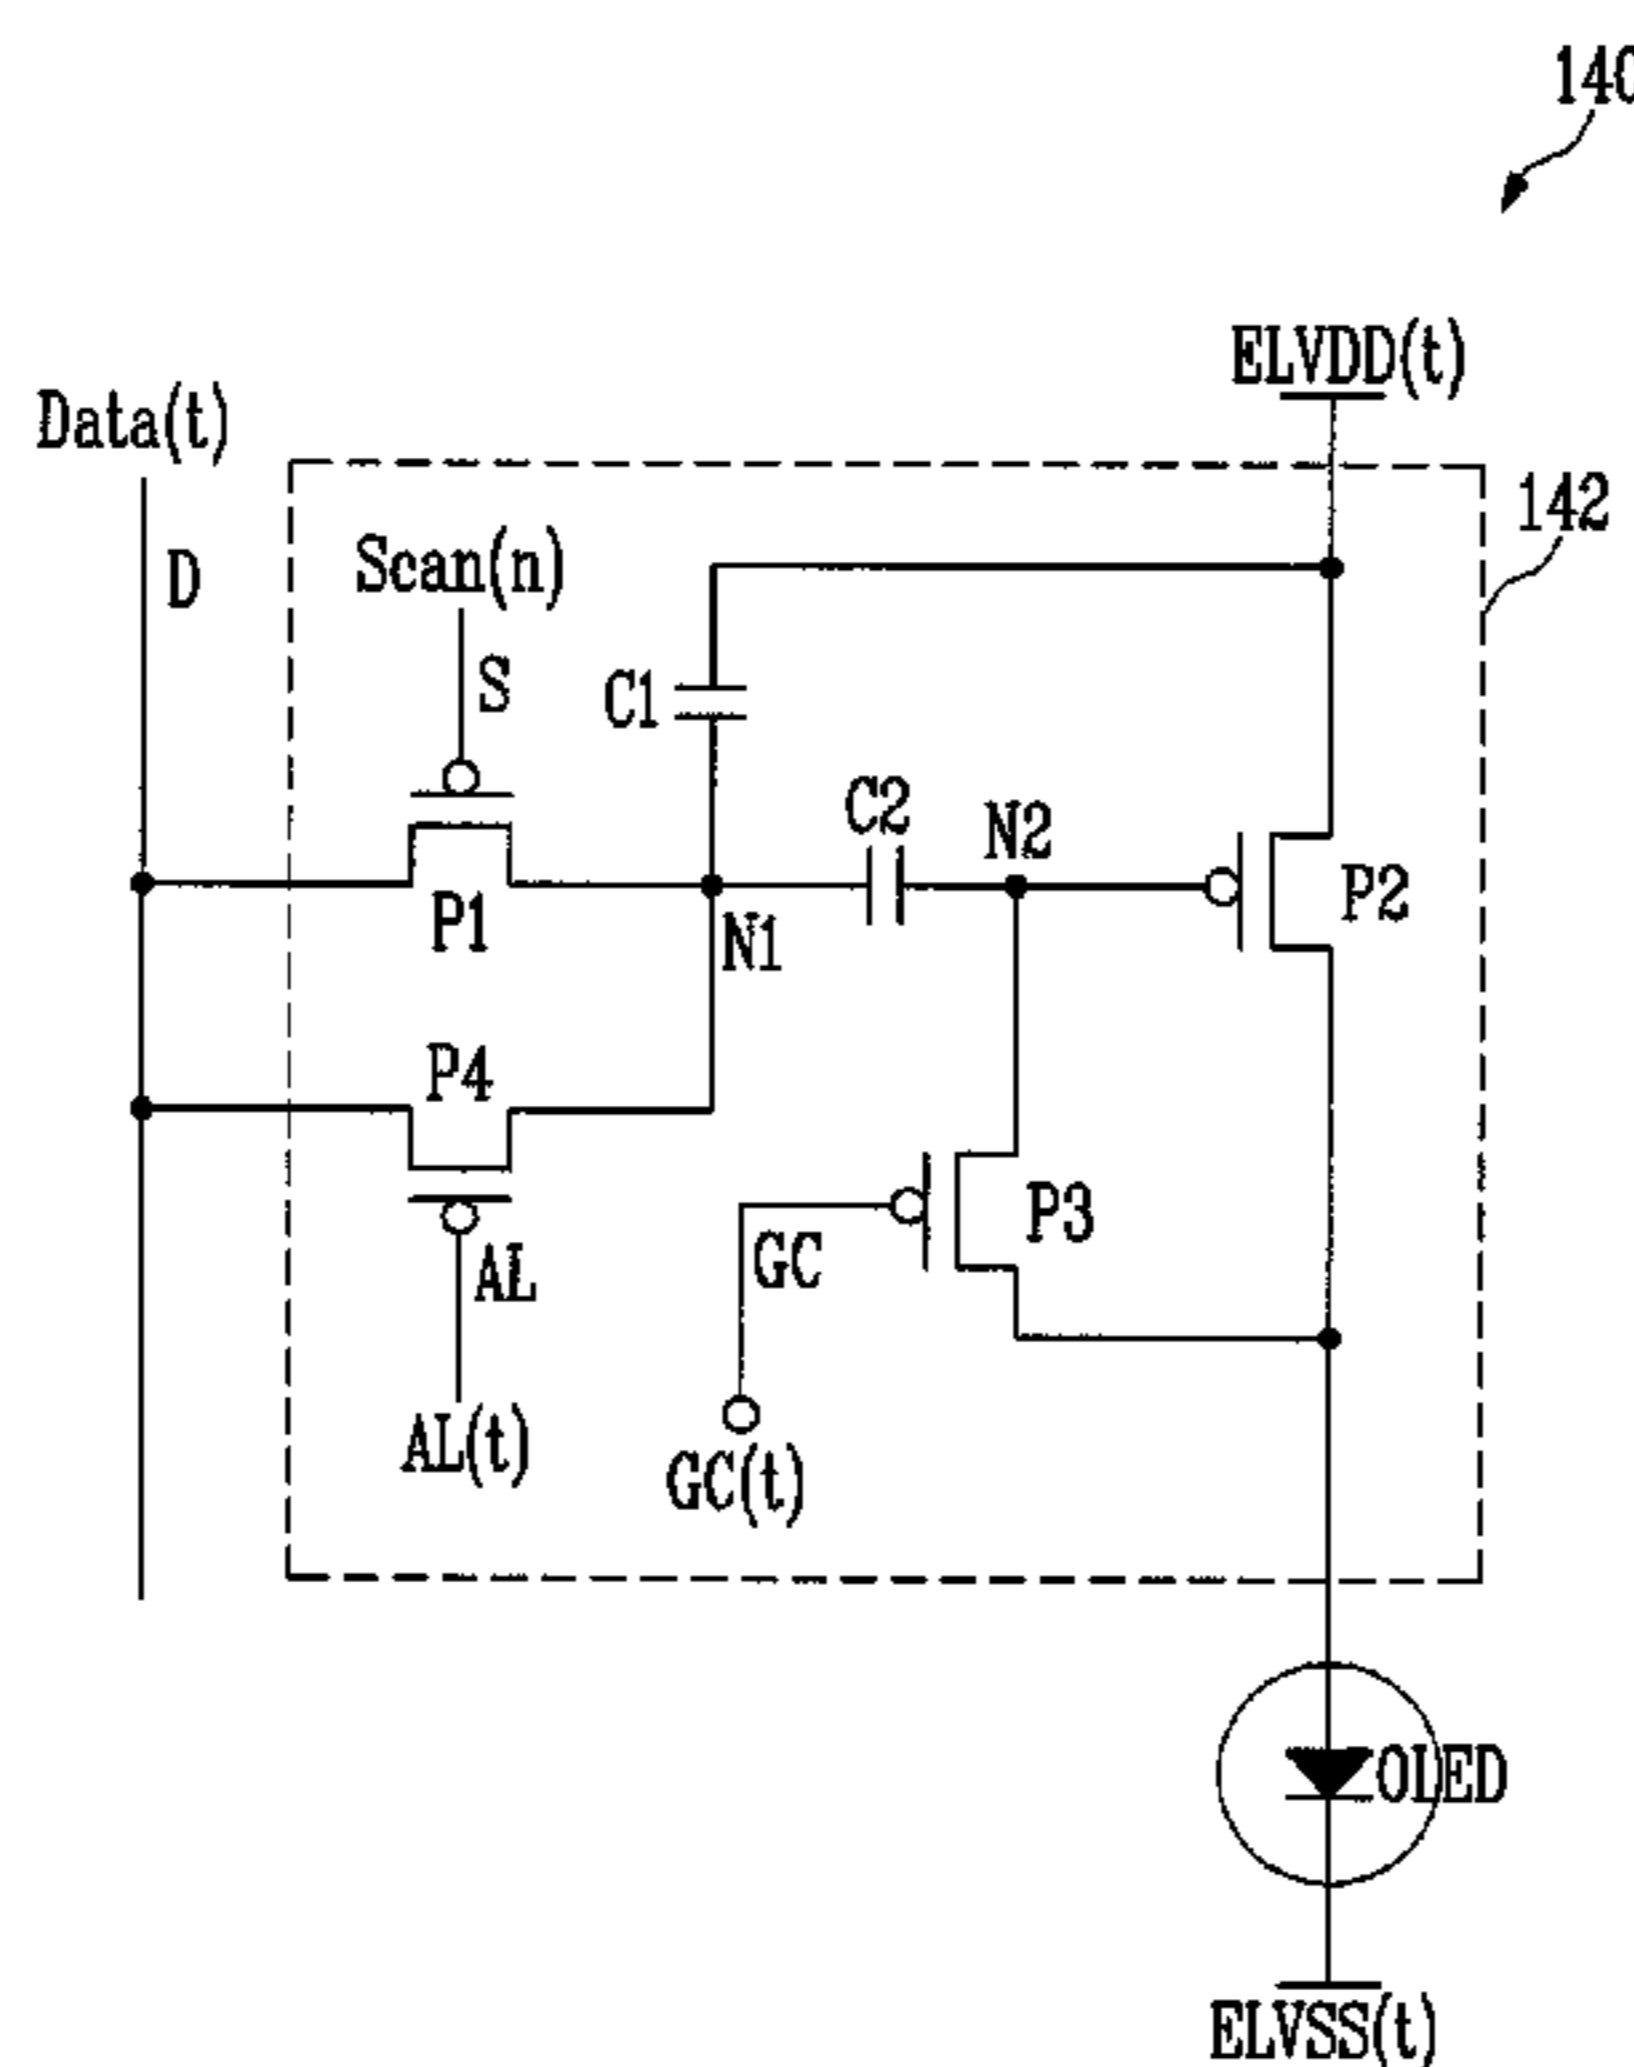 140
ELVDD(t)
Data(t)
142
D
Scan(n)
S
C1
C2
N2
P2
P1
N1
P4
P3
GC
AL
AL(t)
GC(t)
OLED
ELVSS(t)